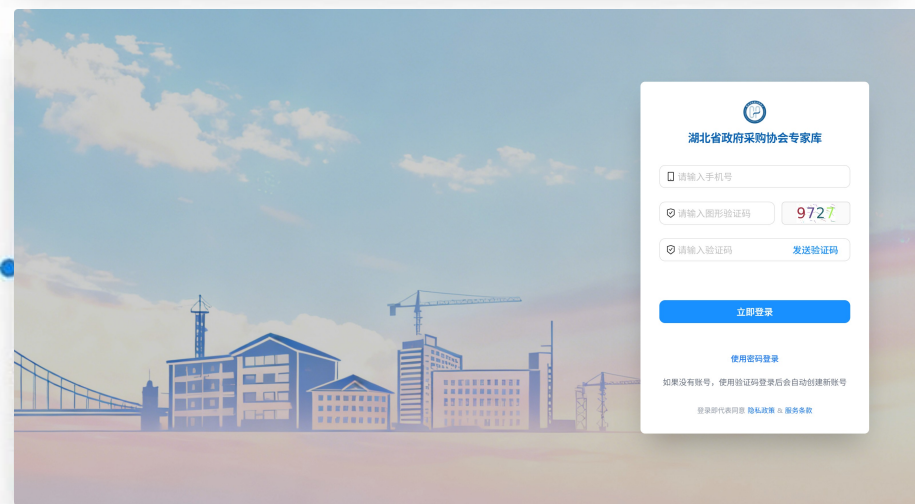 湖北省政府采购协会专家库
请输入手机号
请输入图形验证码 9727
请输入验证码 发送验证码
立即登录
使用密码登录
如果没有账号，使用验证码登录后会自动创建新账号
登录即代表同意 隐私政策 & 服务条款